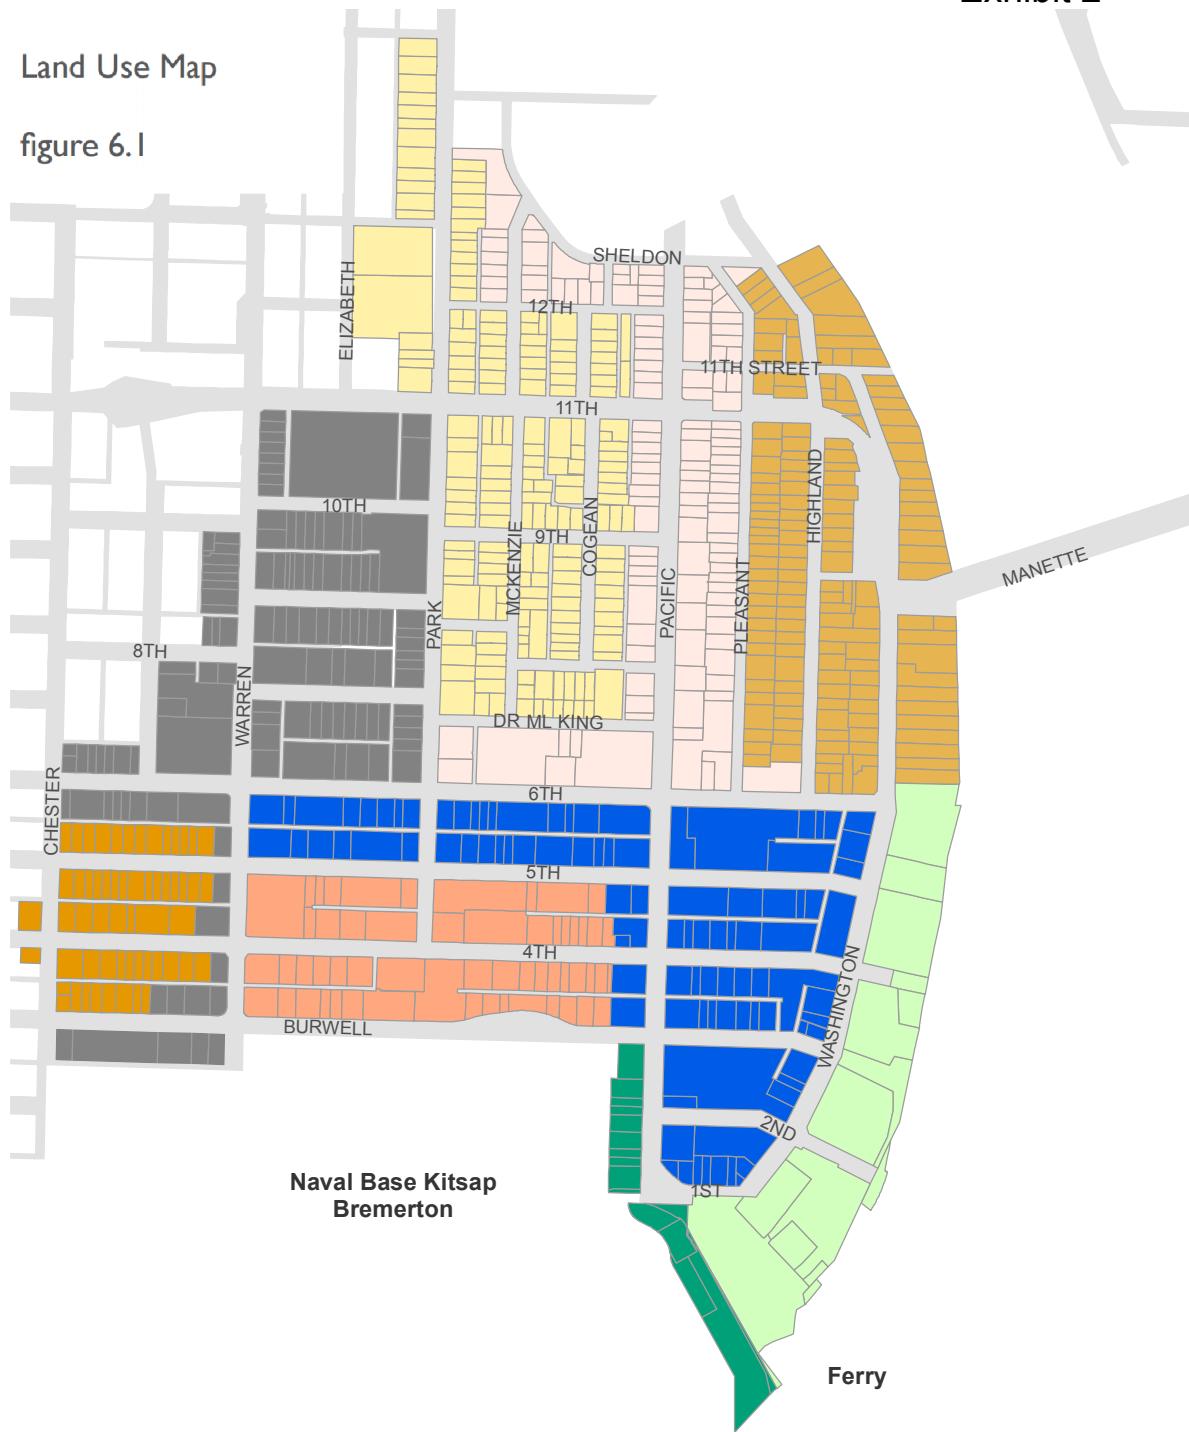 Land Use Map
figure 6.1
SHELDON
ELIZABETH
12TH
11TH STREET
11TH
10TH
HIGHLAND
COGEAN
9TH
MCKENZIE
MANETTE
PACIFIC
PLEASANT
PARK
8TH
WARREN
DR ML KING
6TH
CHESTER
5TH
4TH
WASHINGTON
BURWELL
2ND
Naval Base Kitsap
Bremerton
1ST
Ferry